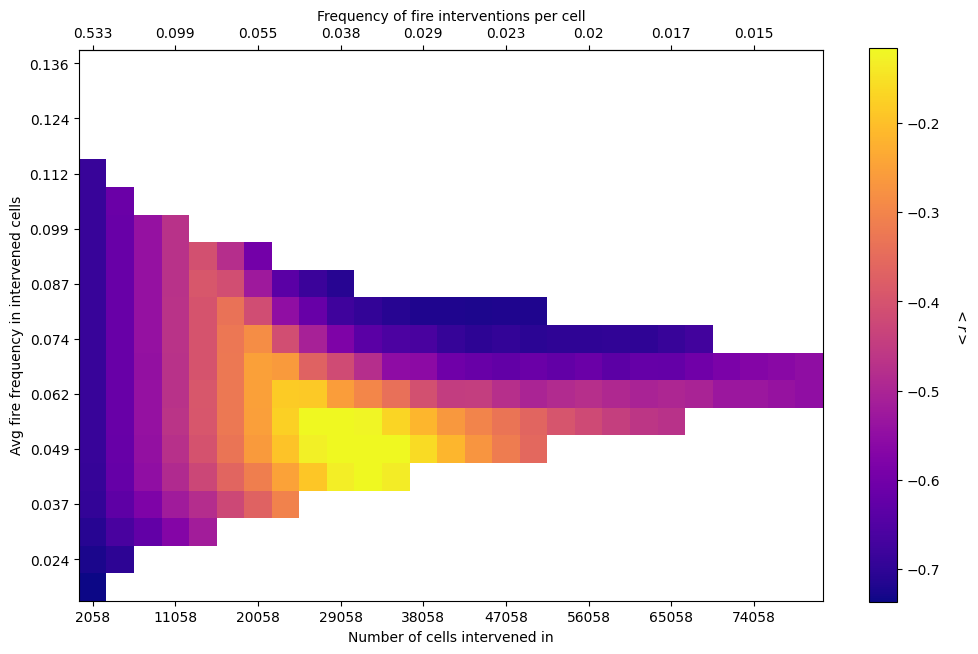 Frequency of fire interventions per cell
0.533 0.099 0.055 0.038 0.029 0.023 0.02 0.017 0.015
0.136
0.124
0.112
0.099
0.087
0.074
0.062
0.049
0.037
0.024
Avg fire frequency in intervened cells
2058 11058 20058 29058 38058 47058 56058 65058 74058
Number of cells intervened in
−0.2
−0.3
−0.4
−0.5
−0.6
−0.7
< r >